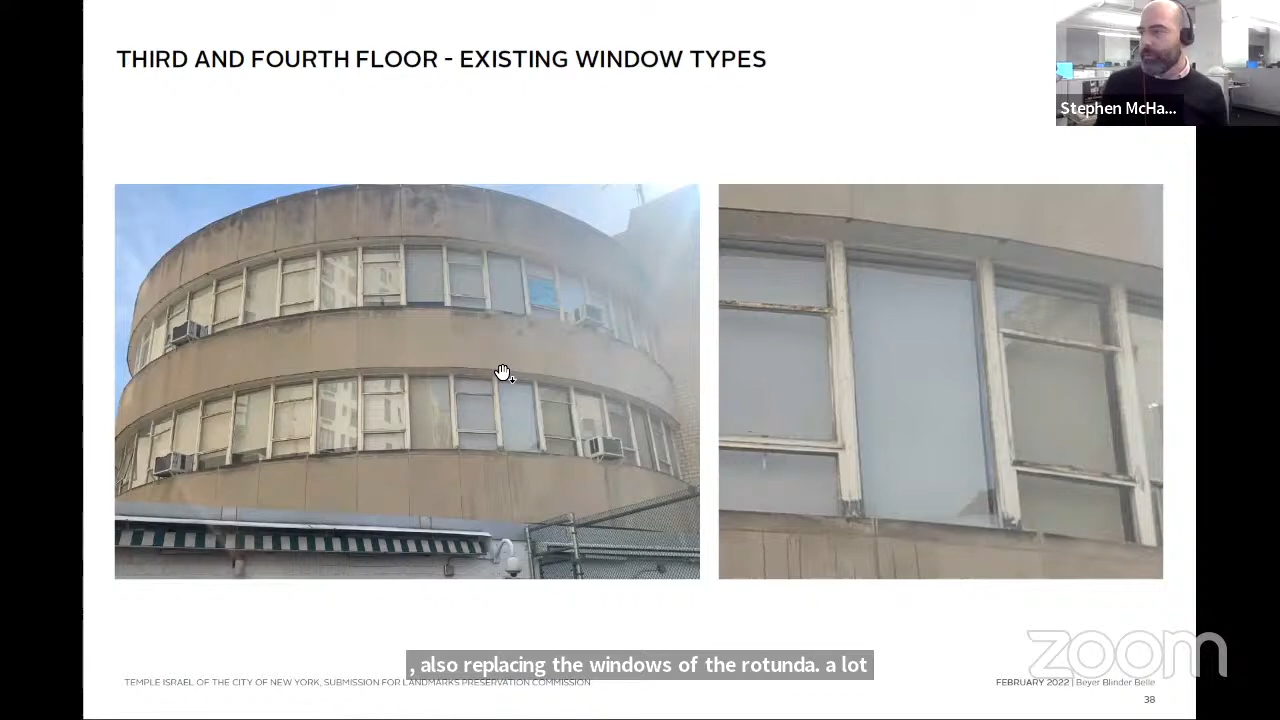 THIRD AND FOURTH FLOOR - EXISTING WINDOW TYPES
Stephen McHa...
, also replacing the windows of the rotunda. a lot
TEMPLE ISRAEL OF THE CITY OF NEW YORK, SUBMISSION FOR LANDMARKS PRESERVATION COMMISSION
FEBRUARY 2022 | Beyer Blinder Belle
38
zoom